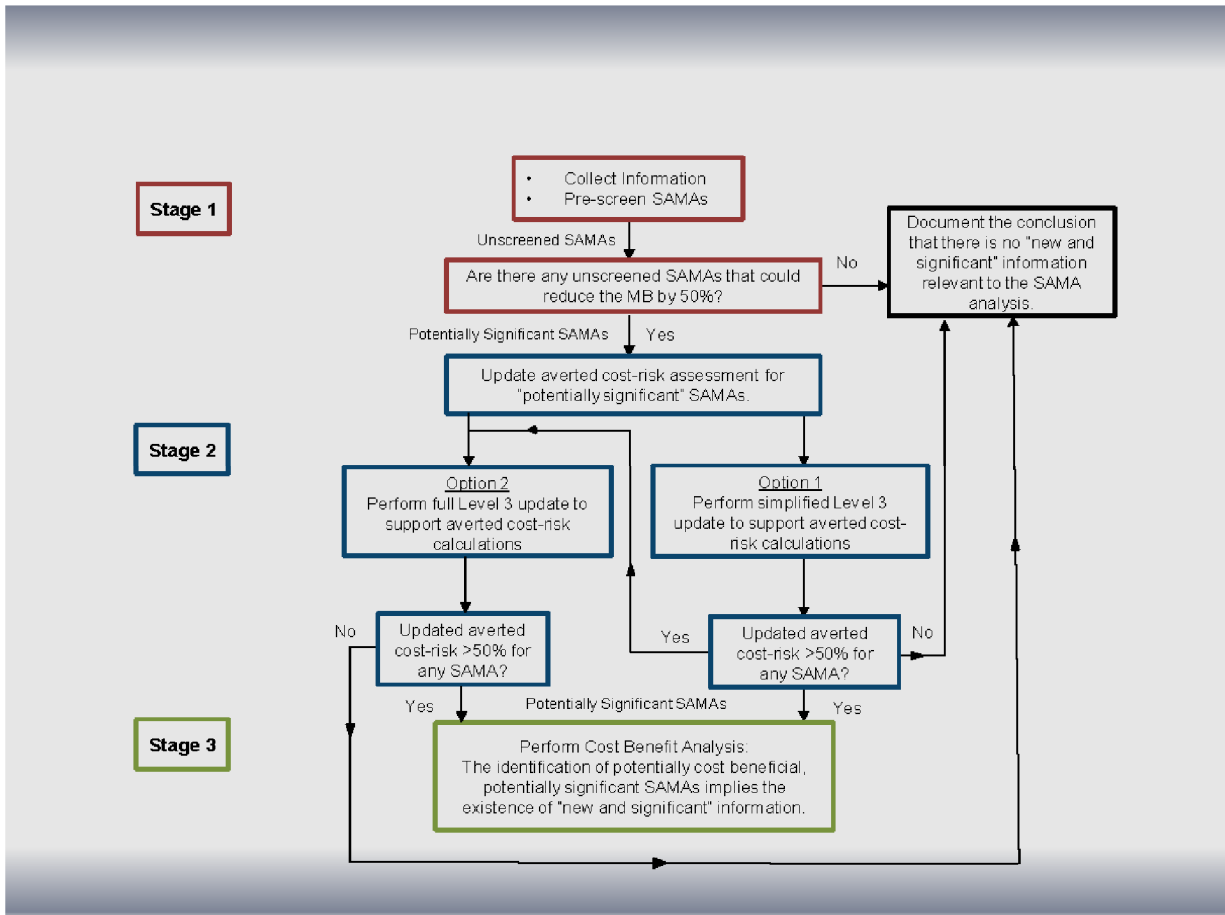 Stage 1
• Collect Information
• Pre-screen SAMAs
Document the conclusion
that there is no "new and
significant" information
relevant to the SAMA
analysis.
Unscreened SAMAs
No
Are there any unscreened SAMAs that could
reduce the MB by 50%?
Potentially Significant SAMAs
Yes
Update averted cost-risk assessment for
"potentially significant" SAMAs.
Stage 2
Option 2
Perform full Level 3 update to
support averted cost-risk
calculations
Option 1
Perform simplified Level 3
update to support averted cost-
risk calculations
No
Updated averted
cost-risk >50% for
any SAMA?
Yes
Updated averted
cost-risk >50% for
any SAMA?
No
Yes
Potentially Significant SAMAs
Yes
Stage 3
Perform Cost Benefit Analysis:
The identification of potentially cost beneficial,
potentially significant SAMAs implies the
existence of "new and significant" information.